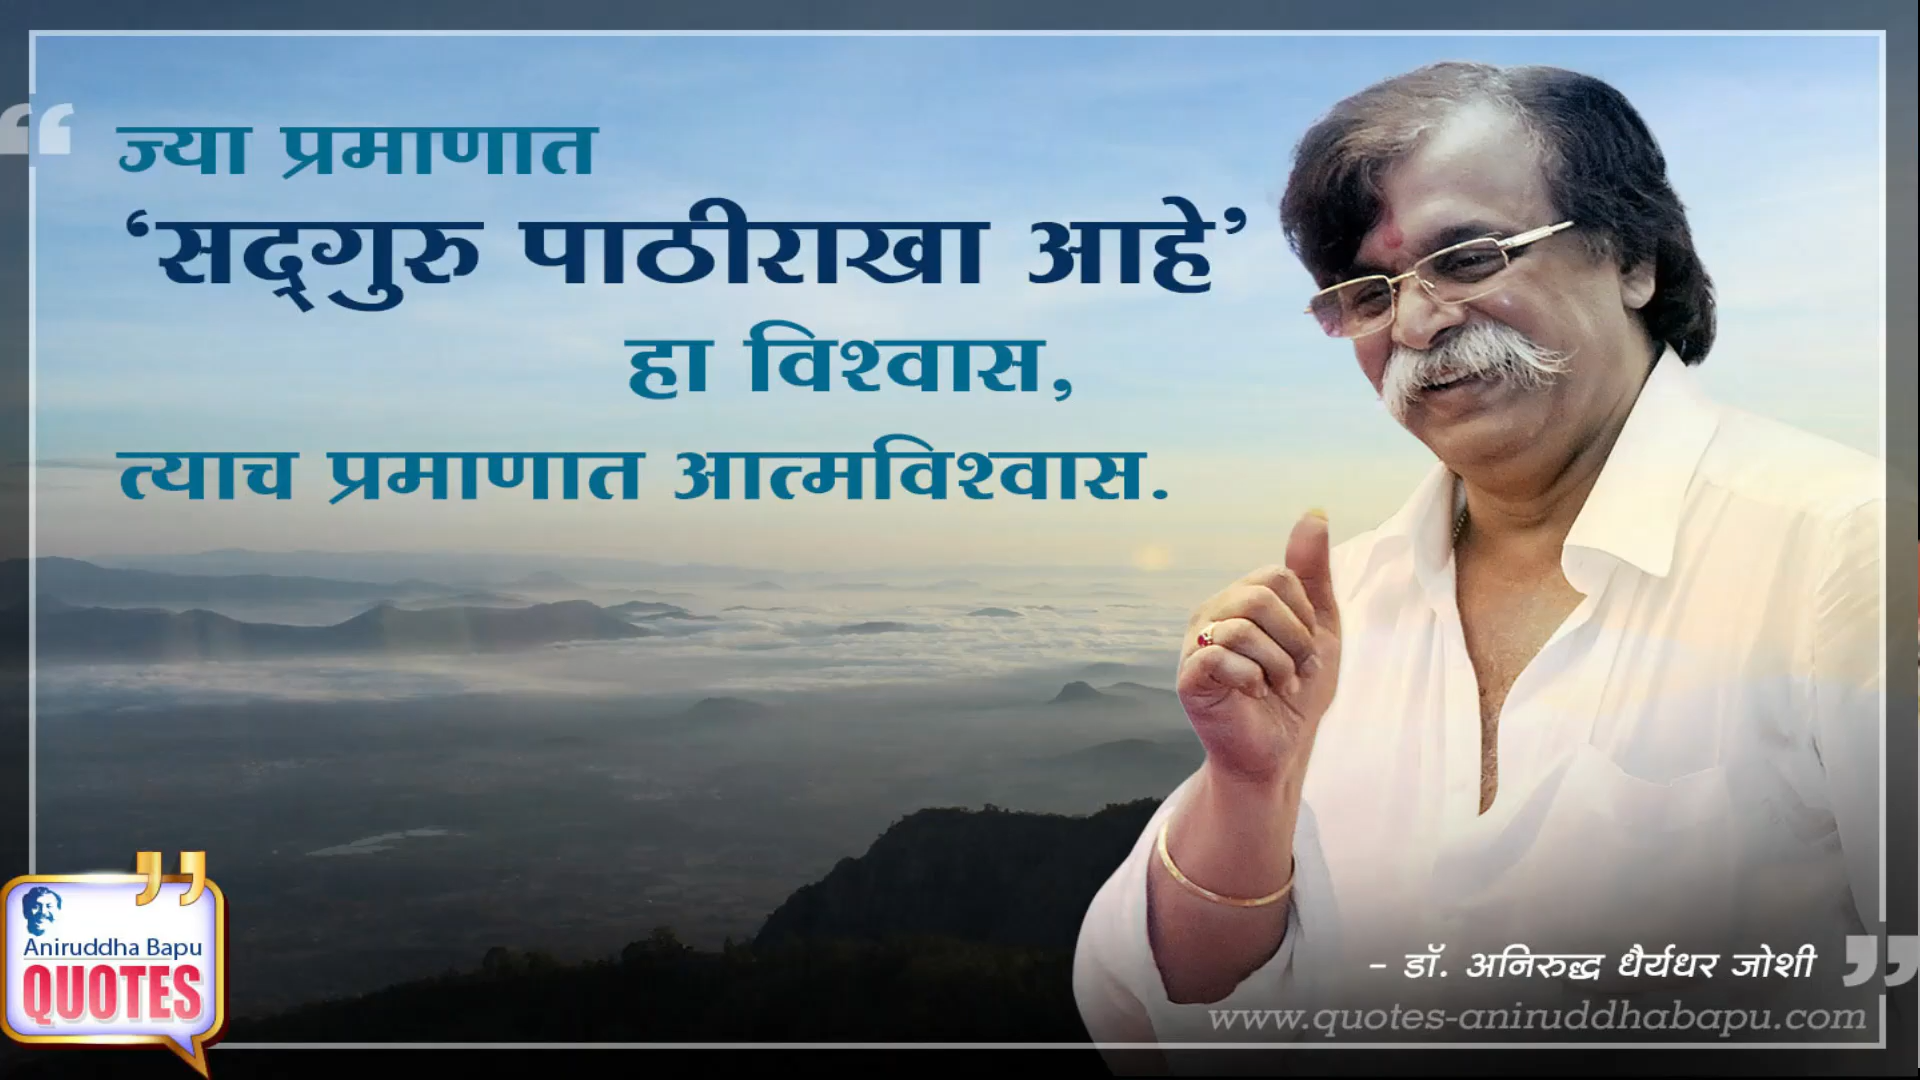 ज्या प्रमाणात
‘सद्‌गुरु पाठीराखा आहे’
हा विश्वास,
त्याच प्रमाणात आत्मविश्वास.
- डॉ. अनिरुद्ध धैर्यधर जोशी
www.quotes-aniruddhabapu.com
Aniruddha Bapu
QUOTES